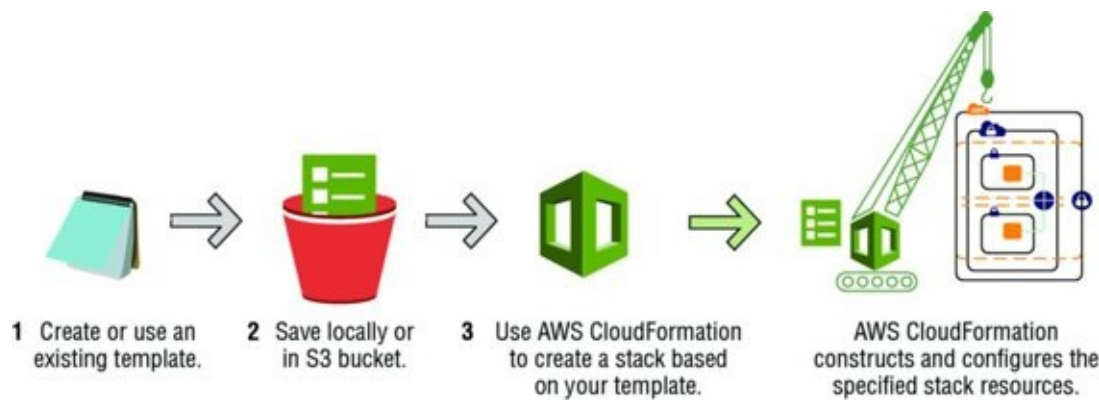 1 Create or use an
existing template.
2 Save locally or
in S3 bucket.
3 Use AWS CloudFormation
to create a stack based
on your template.
AWS CloudFormation
constructs and configures the
specified stack resources.